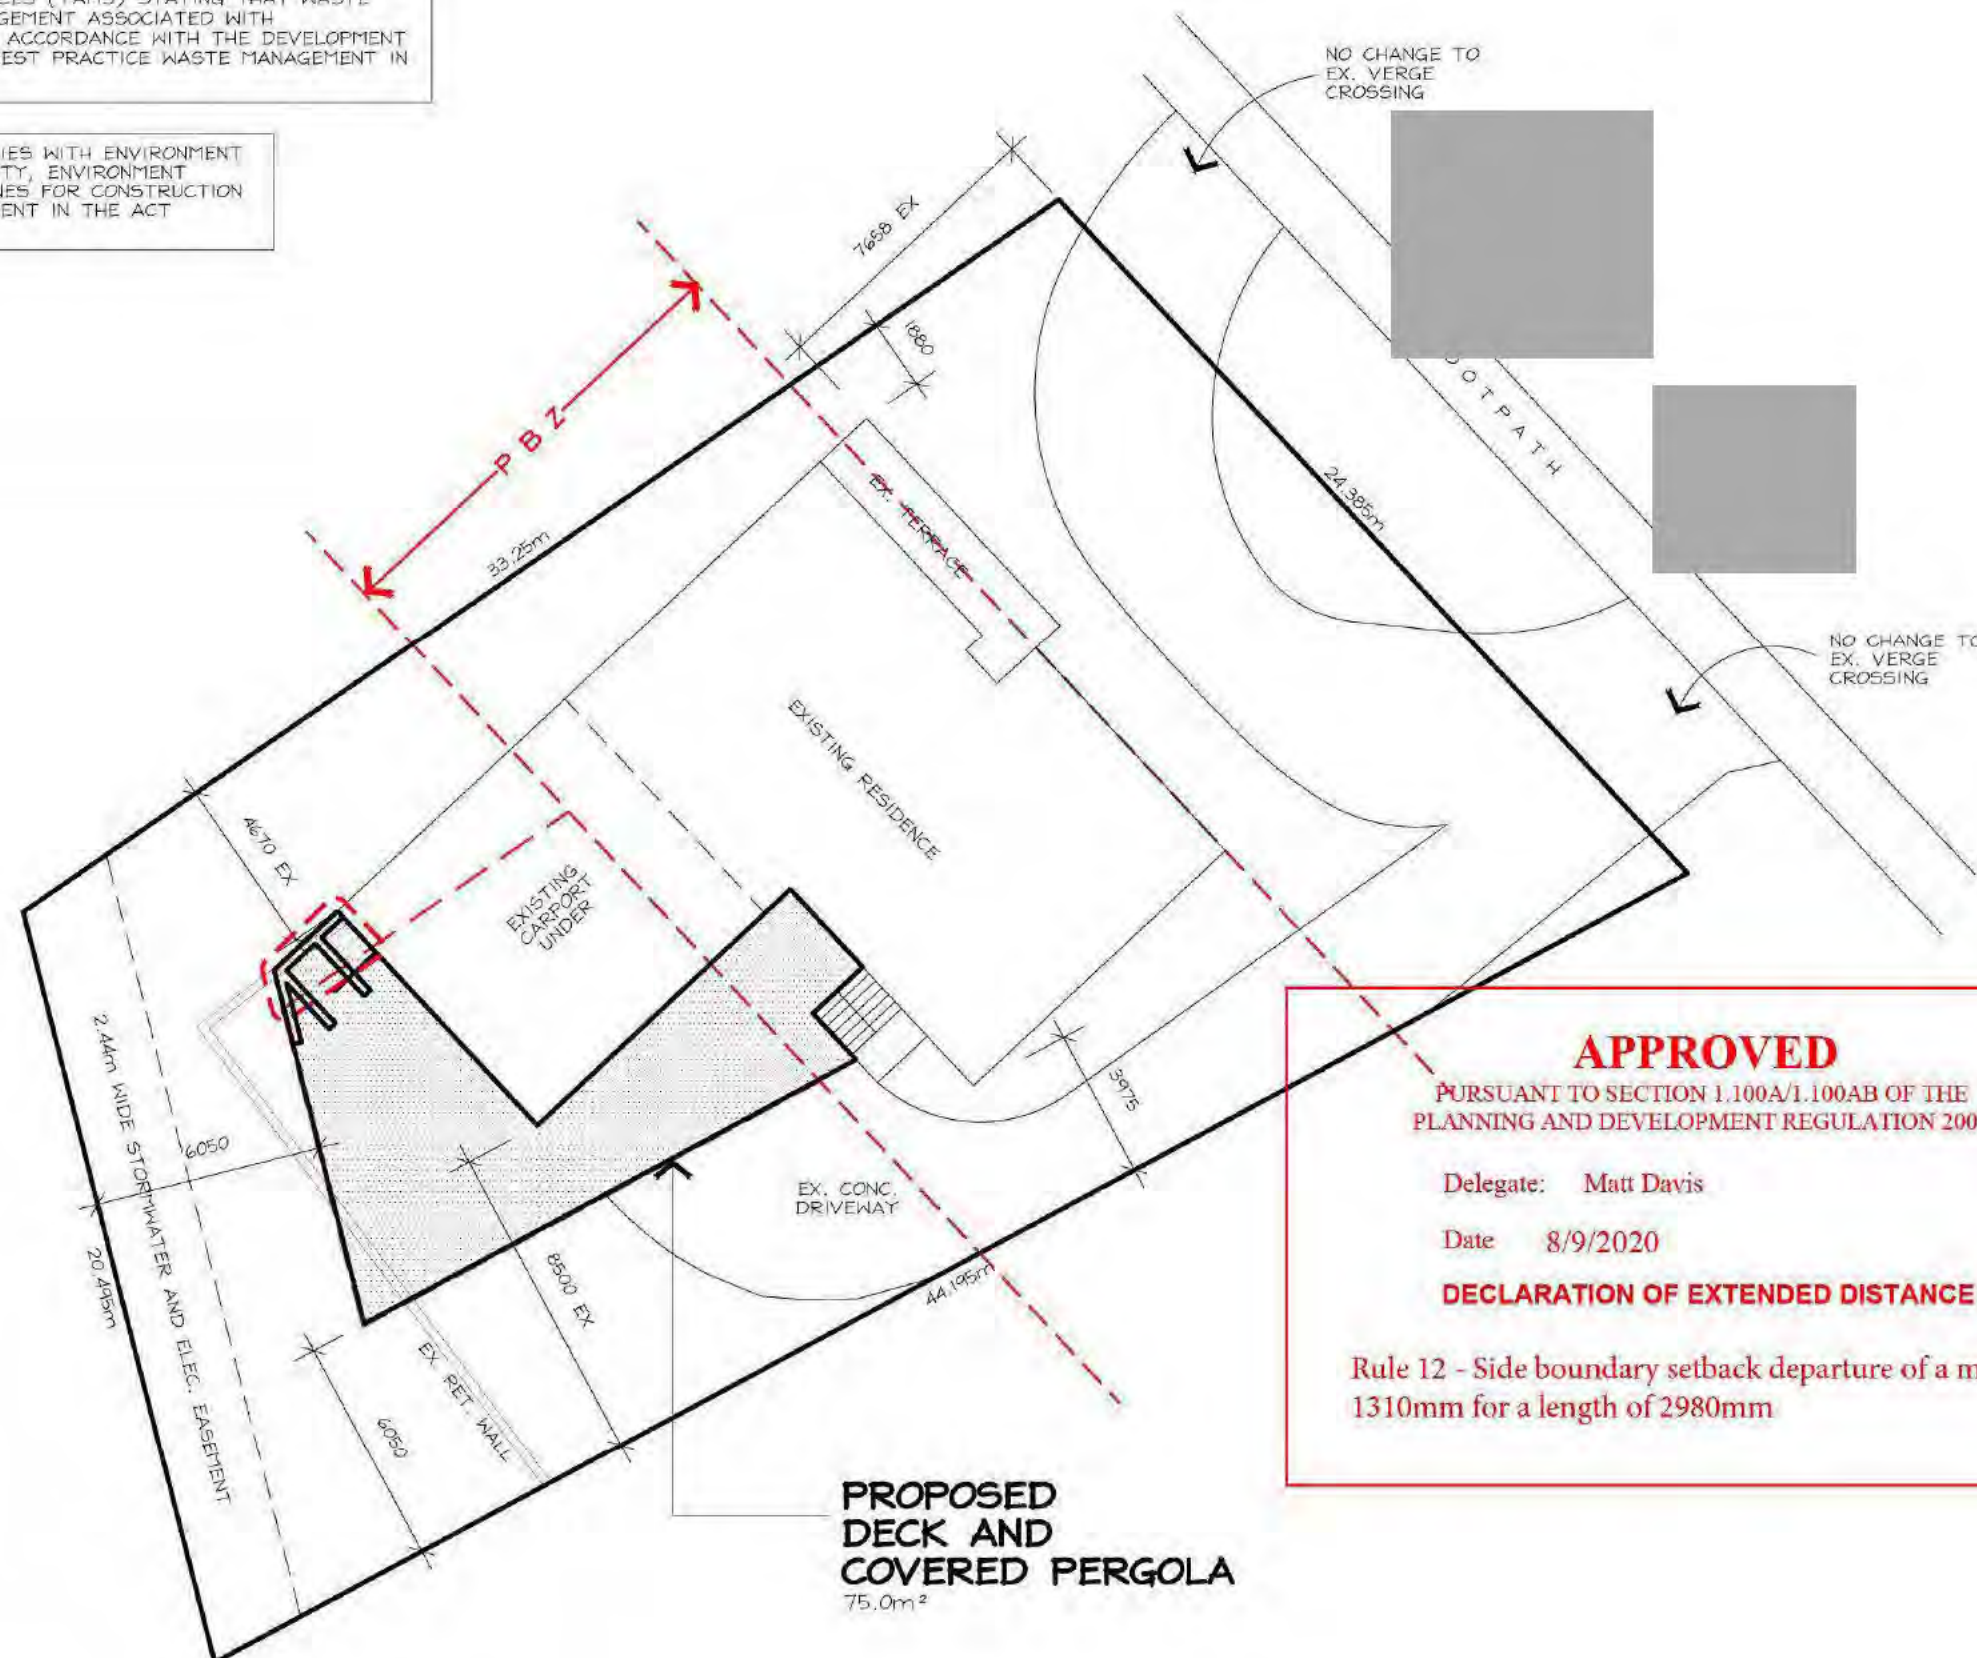 STATING THAT WASTE
GEMENT ASSOCIATED WITH
ACCORDANCE WITH THE DEVELOPMENT
EST PRACTICE WASTE MANAGEMENT IN
IES WITH ENVIRONMENT
TY, ENVIRONMENT
NES FOR CONSTRUCTION
ENT IN THE ACT
NO CHANGE TO
EX. VERGE
CROSSING
7658 EX
1880
P B Z
33.25m
EX. TERRACE
OOTPATH
24.385m
NO CHANGE TO
EX. VERGE
CROSSING
EXISTING RESIDENCE
4670 EX
EXISTING
CARPORT
UNDER
2.44m WIDE STORMWATER AND ELEC. EASEMENT
6050
20.495m
3975
EX. CONC.
DRIVEWAY
8500 EX
44.195m
EX. RET. WALL
6050
PROPOSED
DECK AND
COVERED PERGOLA
75.0m²
APPROVED
PURSUANT TO SECTION 1.100A/1.100AB OF THE
PLANNING AND DEVELOPMENT REGULATION 200
Delegate: Matt Davis
Date 8/9/2020
DECLARATION OF EXTENDED DISTANCE
Rule 12 - Side boundary setback departure of a m
1310mm for a length of 2980mm